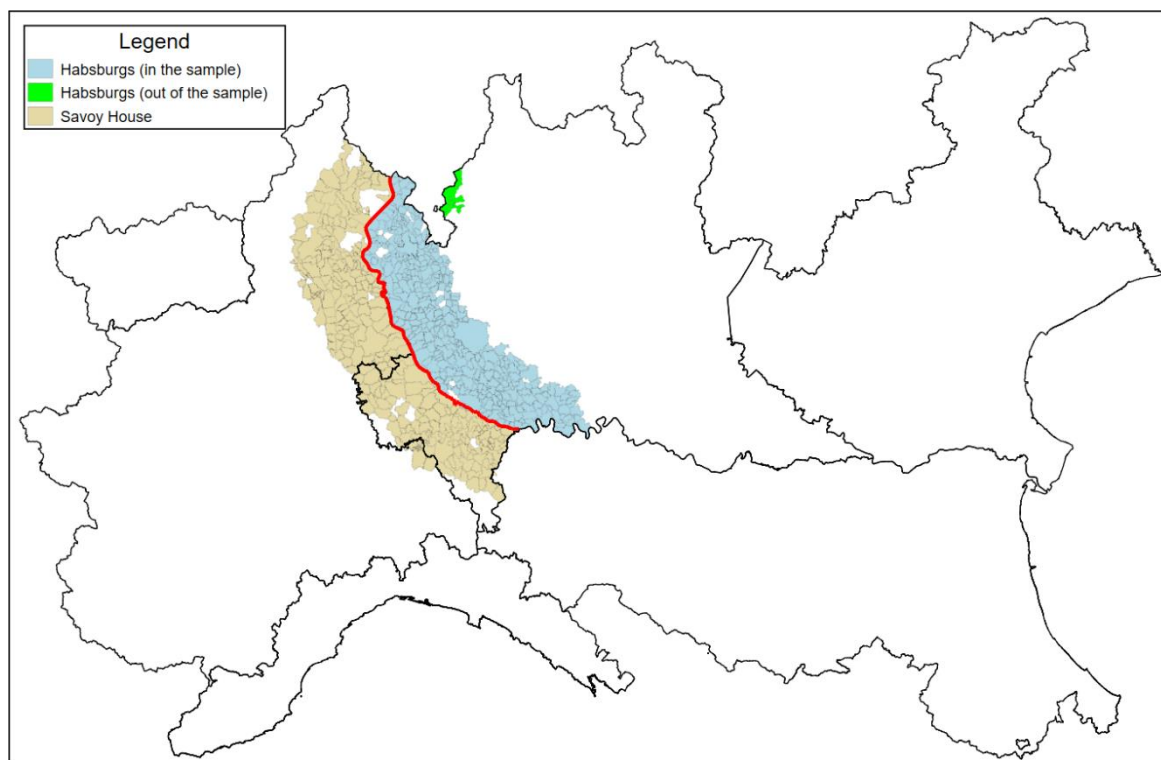 Legend
Habsburgs (in the sample)
Habsburgs (out of the sample)
Savoy House